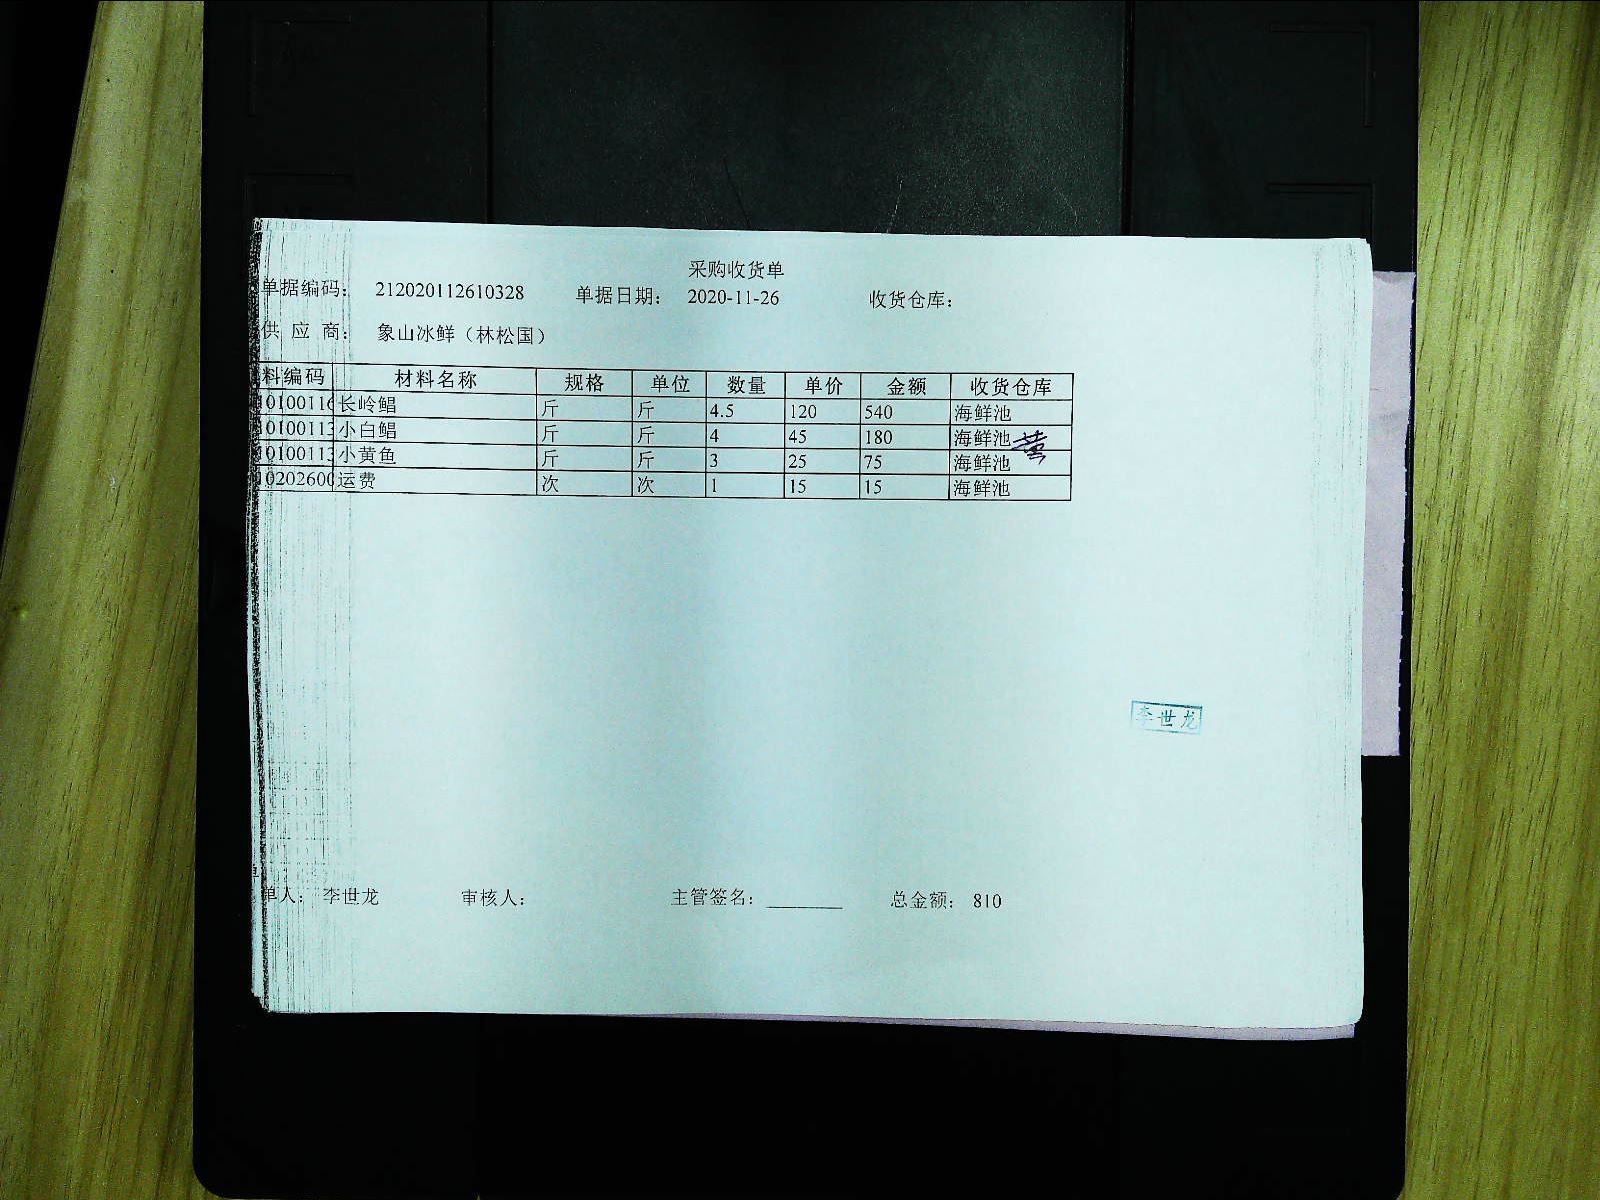 采购收货单
单据编码： 212020112610328 单据日期： 2020-11-26 收货仓库：
供 应 商： 象山冰鲜（林松国）
料编码 材料名称 规格 单位 数量 单价 金额 收货仓库
10100116 长岭鲳 斤 斤 4.5 120 540 海鲜池
10100113 小白鲳 斤 斤 4 45 180 海鲜池
10100113 小黄鱼 斤 斤 3 25 75 海鲜池
10202600 运费 次 次 1 15 15 海鲜池
李世龙
单人： 李世龙 审核人： 主管签名：________ 总金额： 810